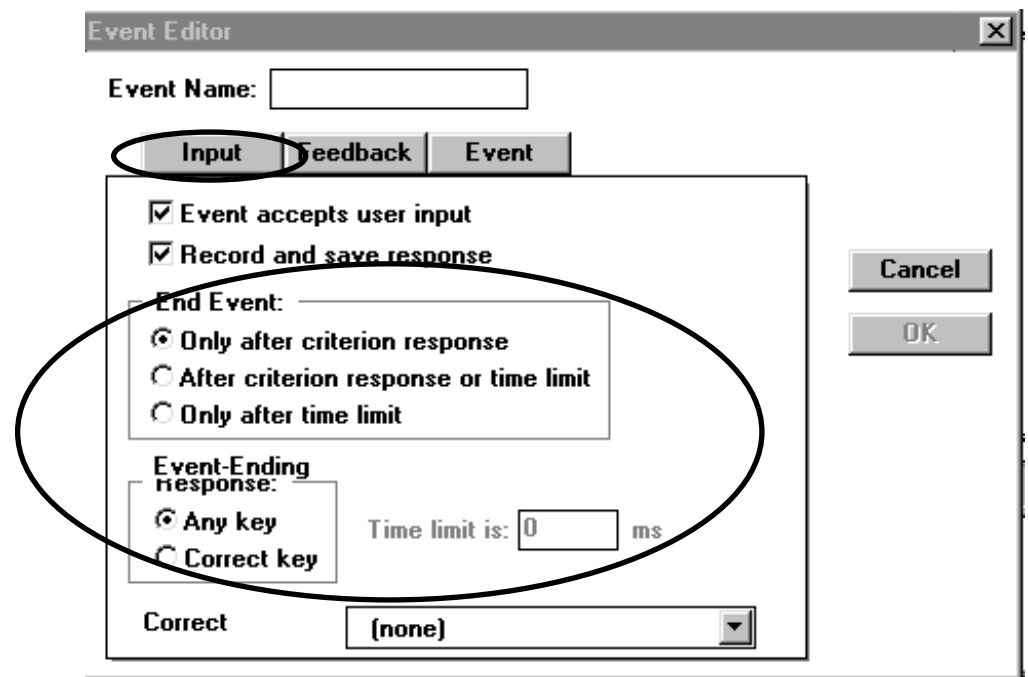 Event Editor
Event Name:
Input Feedback Event
Event accepts user input
Record and save response
Cancel
End Event:
OK
Only after criterion response
After criterion response or time limit
Only after time limit
Event-Ending
Response:
Any key
Time limit is: 0 ms
Correct key
Correct (none)